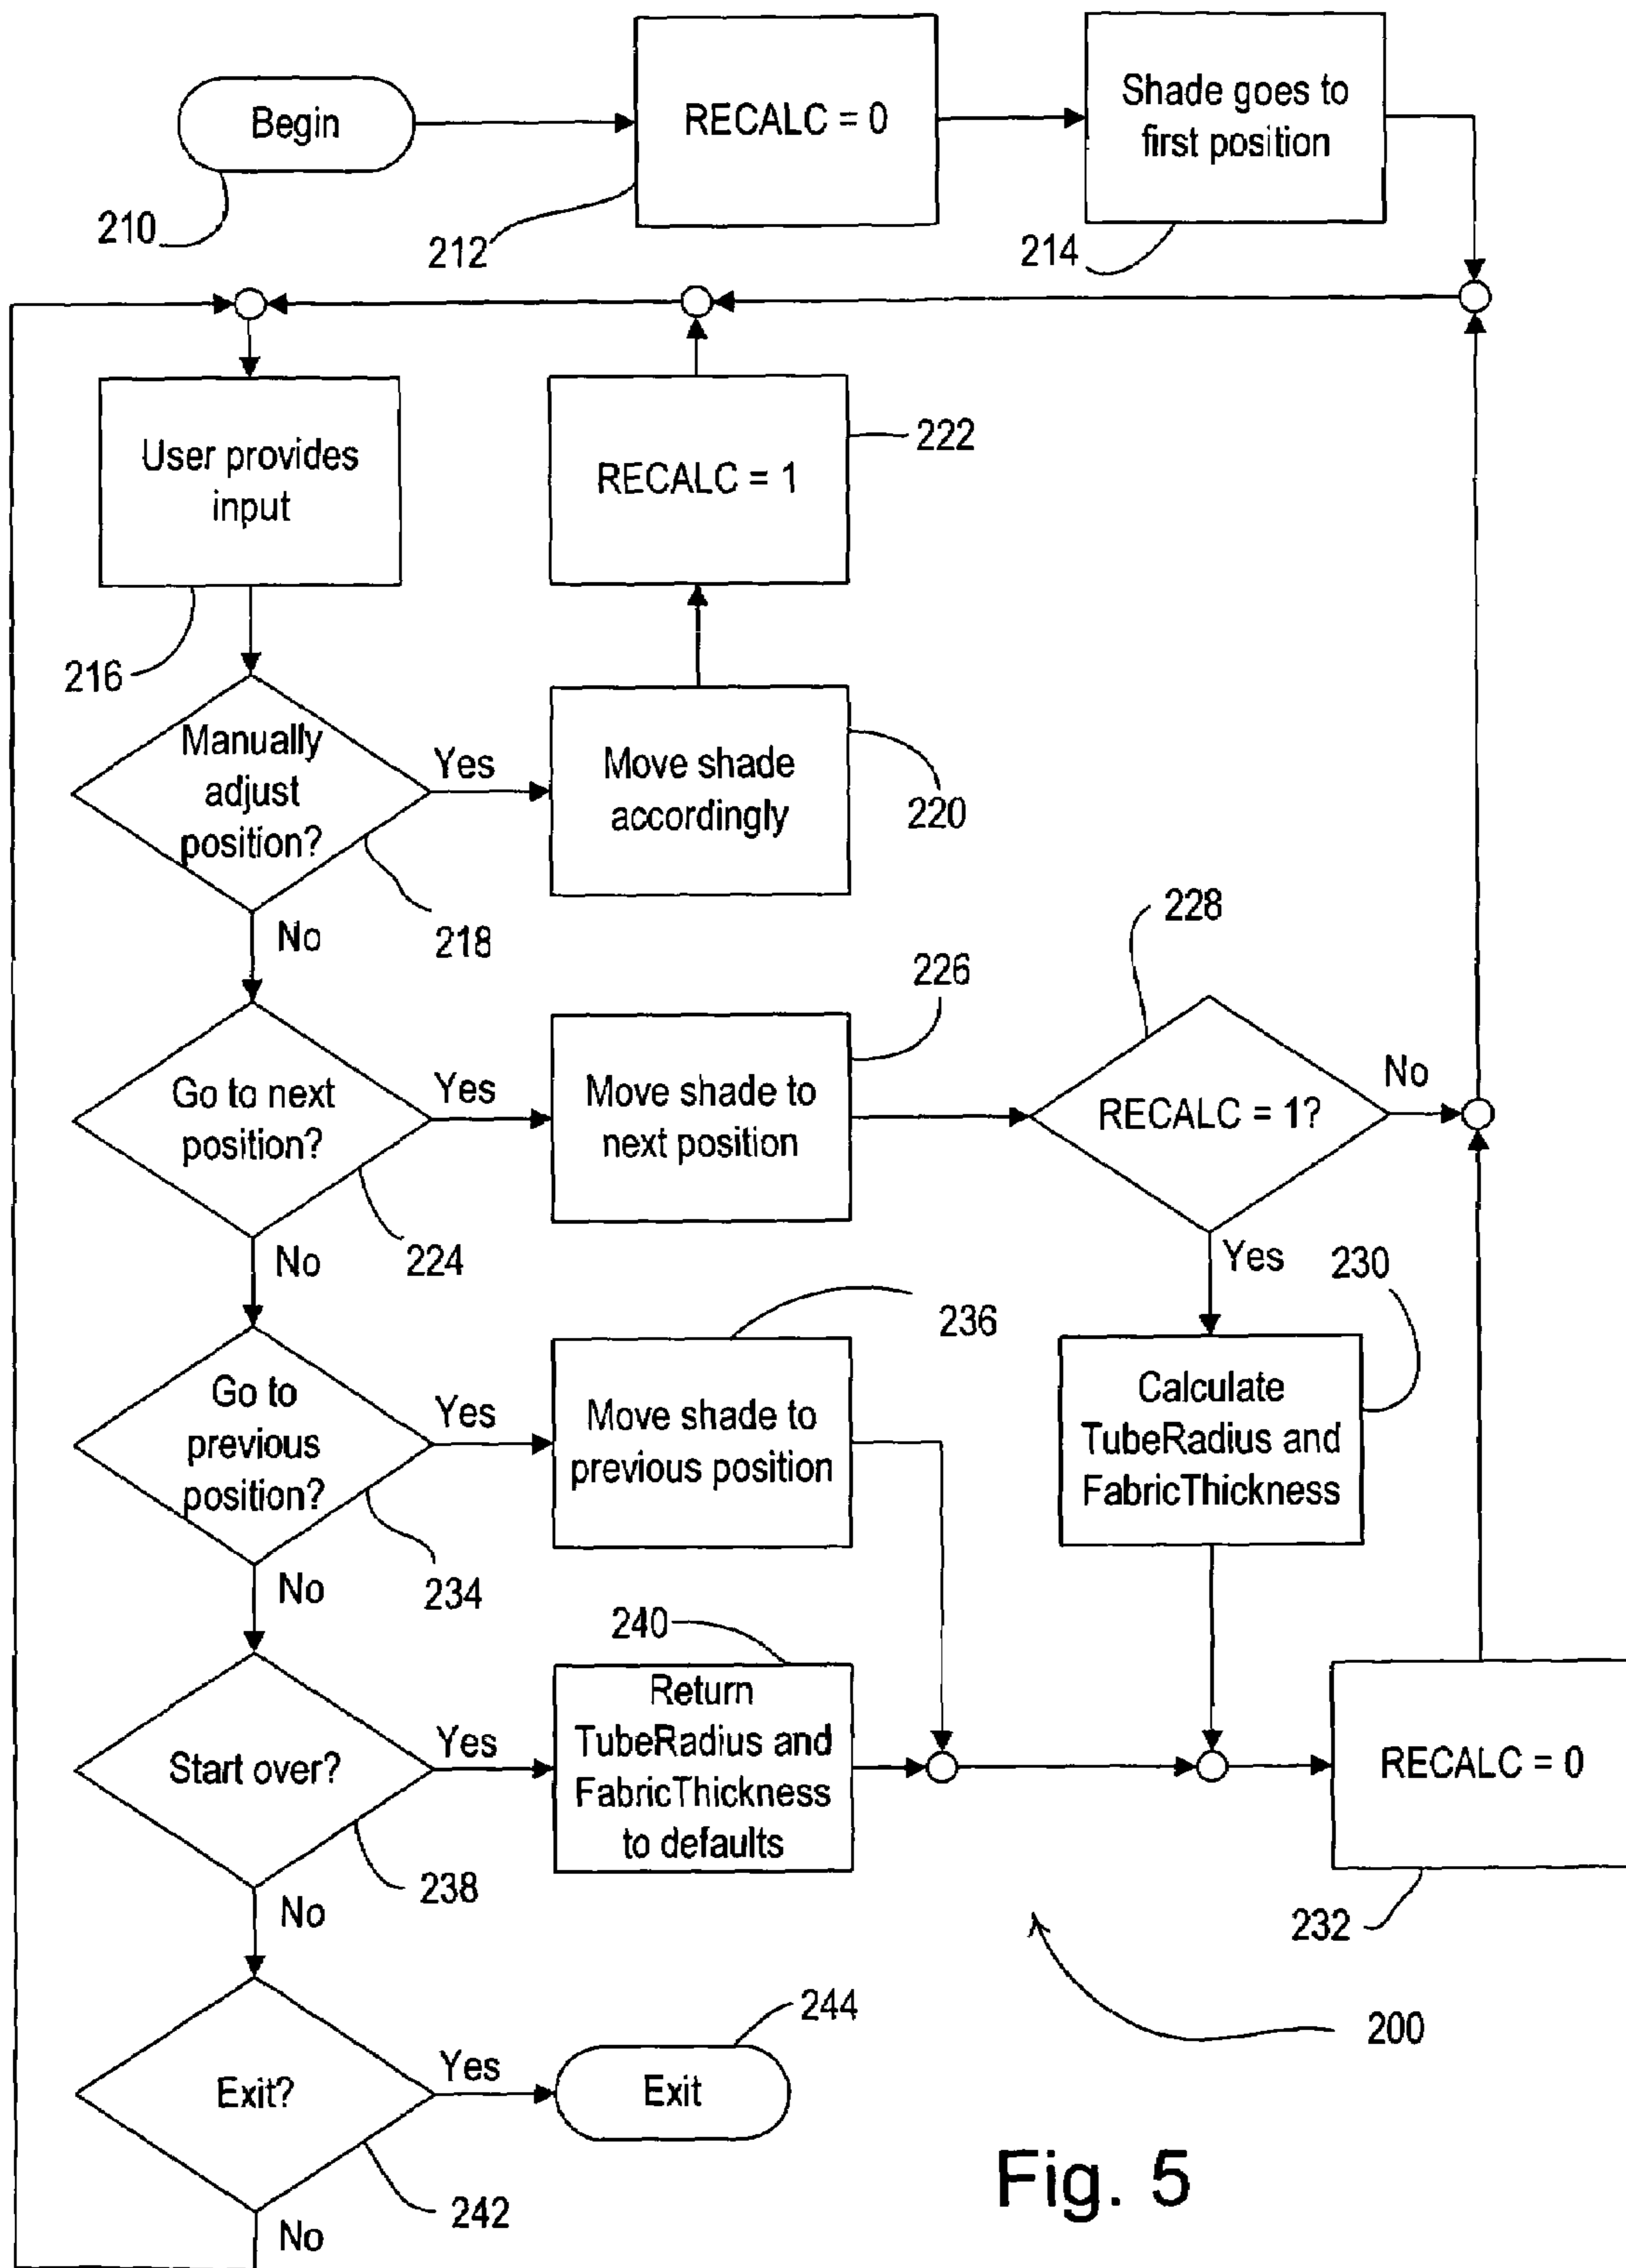 Begin
210
RECALC = 0
212
Shade goes to
first position
214
User provides
input
216
RECALC = 1
222
Manually
adjust
position?
Yes
218
No
Move shade
accordingly
220
Go to next
position?
Yes
224
No
Move shade to
next position
226
228
RECALC = 1?
No
Yes
Calculate
TubeRadius and
FabricThickness
230
Go to
previous
position?
Yes
234
No
Move shade to
previous position
236
Start over?
Yes
238
No
240
Return
TubeRadius and
FabricThickness
to defaults
RECALC = 0
232
Exit?
Yes
242
No
Exit
244
200
Fig. 5